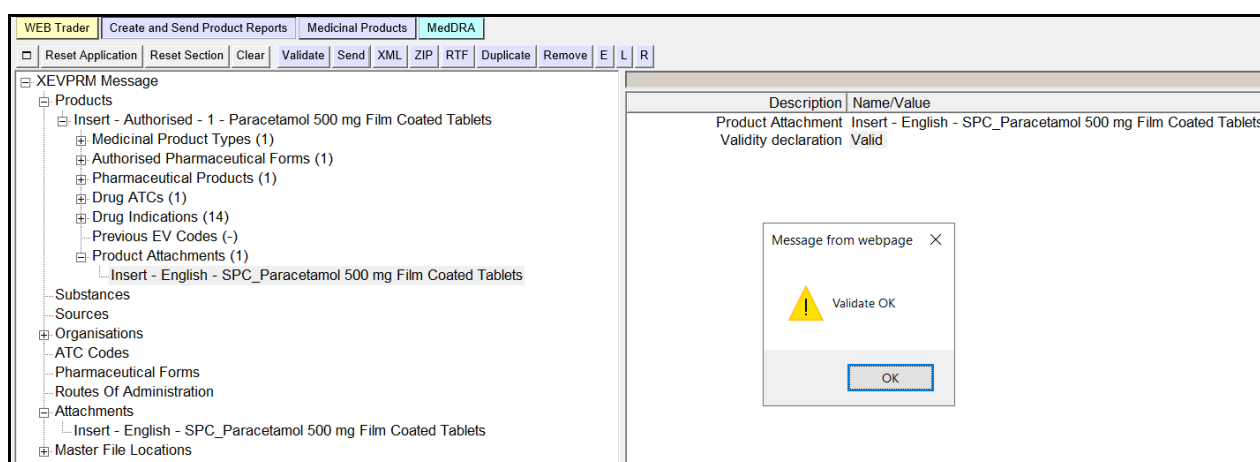 WEB Trader Create and Send Product Reports Medicinal Products MedDRA
Reset Application Reset Section Clear Validate Send XML ZIP RTF Duplicate Remove E L R
XEVPRM Message
Products
Insert - Authorised - 1 - Paracetamol 500 mg Film Coated Tablets
Medicinal Product Types (1)
Authorised Pharmaceutical Forms (1)
Pharmaceutical Products (1)
Drug ATCs (1)
Drug Indications (14)
Previous EV Codes (-)
Product Attachments (1)
Insert - English - SPC_Paracetamol 500 mg Film Coated Tablets
Substances
Sources
Organisations
ATC Codes
Pharmaceutical Forms
Routes Of Administration
Attachments
Insert - English - SPC_Paracetamol 500 mg Film Coated Tablets
Master File Locations
Description Name/Value
Product Attachment Insert - English - SPC_Paracetamol 500 mg Film Coated Tablets
Validity declaration Valid
Message from webpage
Validate OK
OK